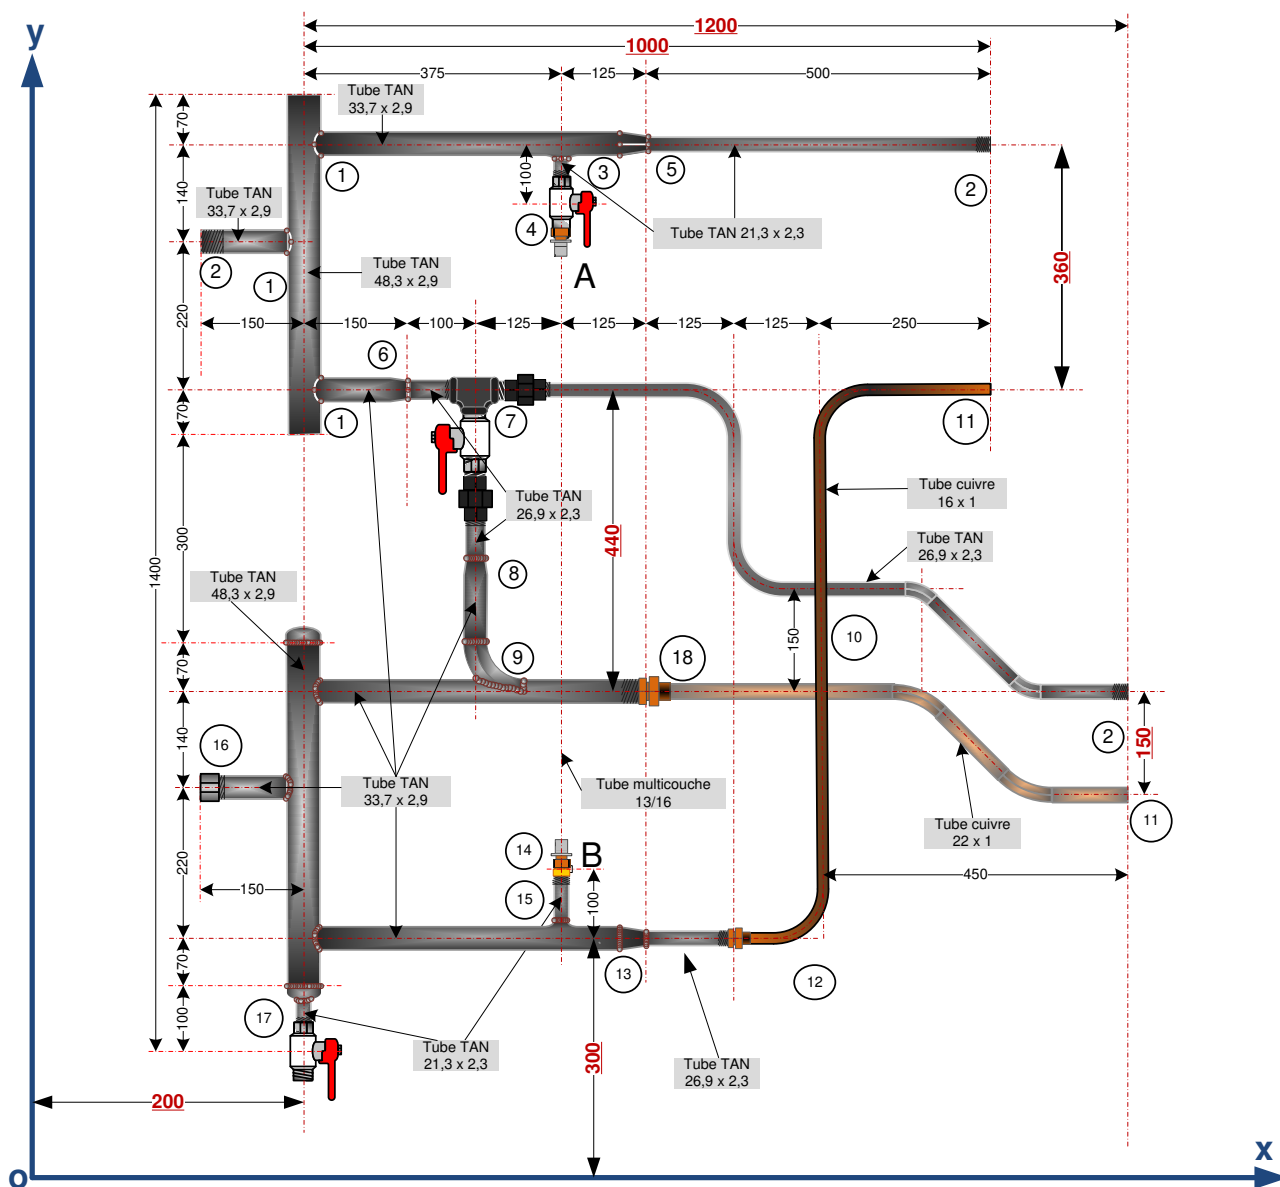 1200
y
1000
375
125
500
Tube TAN
33,7 x 2,9
70
140
100
1
3
5
2
Tube TAN
33,7 x 2,9
4
Tube TAN 21,3 x 2,3
2
1
Tube TAN
48,3 x 2,9
A
360
220
150
150
100
125
125
125
125
250
6
70
1
7
11
Tube cuivre
16 x 1
Tube TAN
26,9 x 2,3
440
300
1400
Tube TAN
26,9 x 2,3
8
Tube TAN
48,3 x 2,9
150
10
9
18
70
2
150
16
140
Tube TAN
33,7 x 2,9
Tube multicouche
13/16
11
Tube cuivre
22 x 1
14
B
220
150
15
100
450
70
13
12
100
17
Tube TAN
21,3 x 2,3
300
Tube TAN
26,9 x 2,3
200
x
o